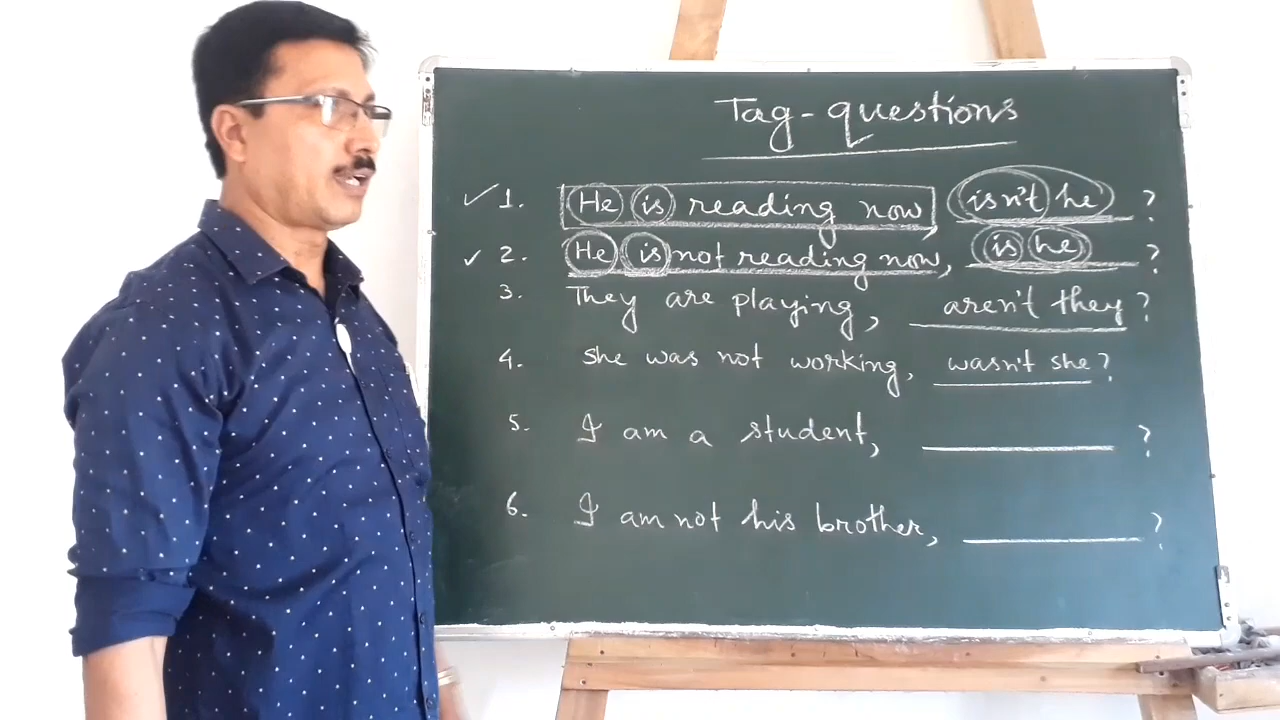 Tag-questions
1. He is reading now, isn't he ?
2. He is not reading now, is he ?
3. They are playing, aren't they ?
4. she was not working, wasn't she ?
5. I am a student, ?
6. I am not his brother, ?